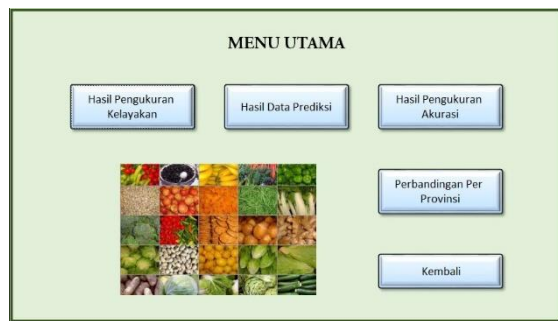 MENU UTAMA
Hasil Pengukuran
Kelayakan
Hasil Data Prediksi
Hasil Pengukuran
Akurasi
Perbandingan Per
Provinsi
Kembali